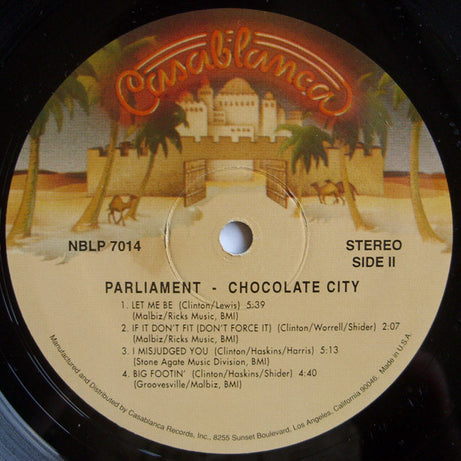 Casablanca
NBLP 7014
STEREO
SIDE II
PARLIAMENT - CHOCOLATE CITY
1. LET ME BE (Clinton/Lewis) 5:39
(Malbiz/Ricks Music, BMI)
2. IF IT DON'T FIT (DON'T FORCE IT) (Clinton/Worrell/Shider) 2:07
(Malbiz/Ricks Music, BMI)
3. I MISJUDGED YOU (Clinton/Haskins/Harris) 5:13
(Stone Agate Music Division, BMI)
4. BIG FOOTIN' (Clinton/Haskins/Shider) 4:40
(Groovesville/Malbiz, BMI)
Manufactured and Distributed by Casablanca Records, Inc., 8255 Sunset Boulevard, Los Angeles, California 90046 Made in U.S.A.